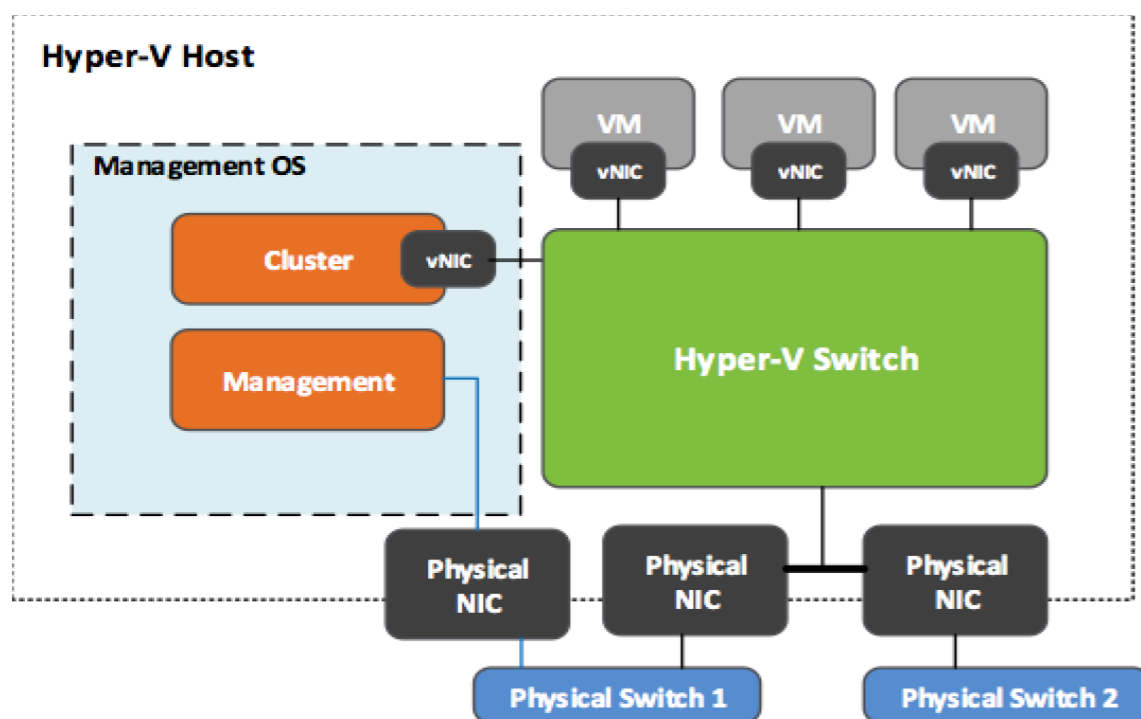 Hyper-V Host
VM
vNIC
VM
vNIC
VM
vNIC
Management OS
Cluster
vNIC
Management
Hyper-V Switch
Physical
NIC
Physical
NIC
Physical
NIC
Physical Switch 1
Physical Switch 2